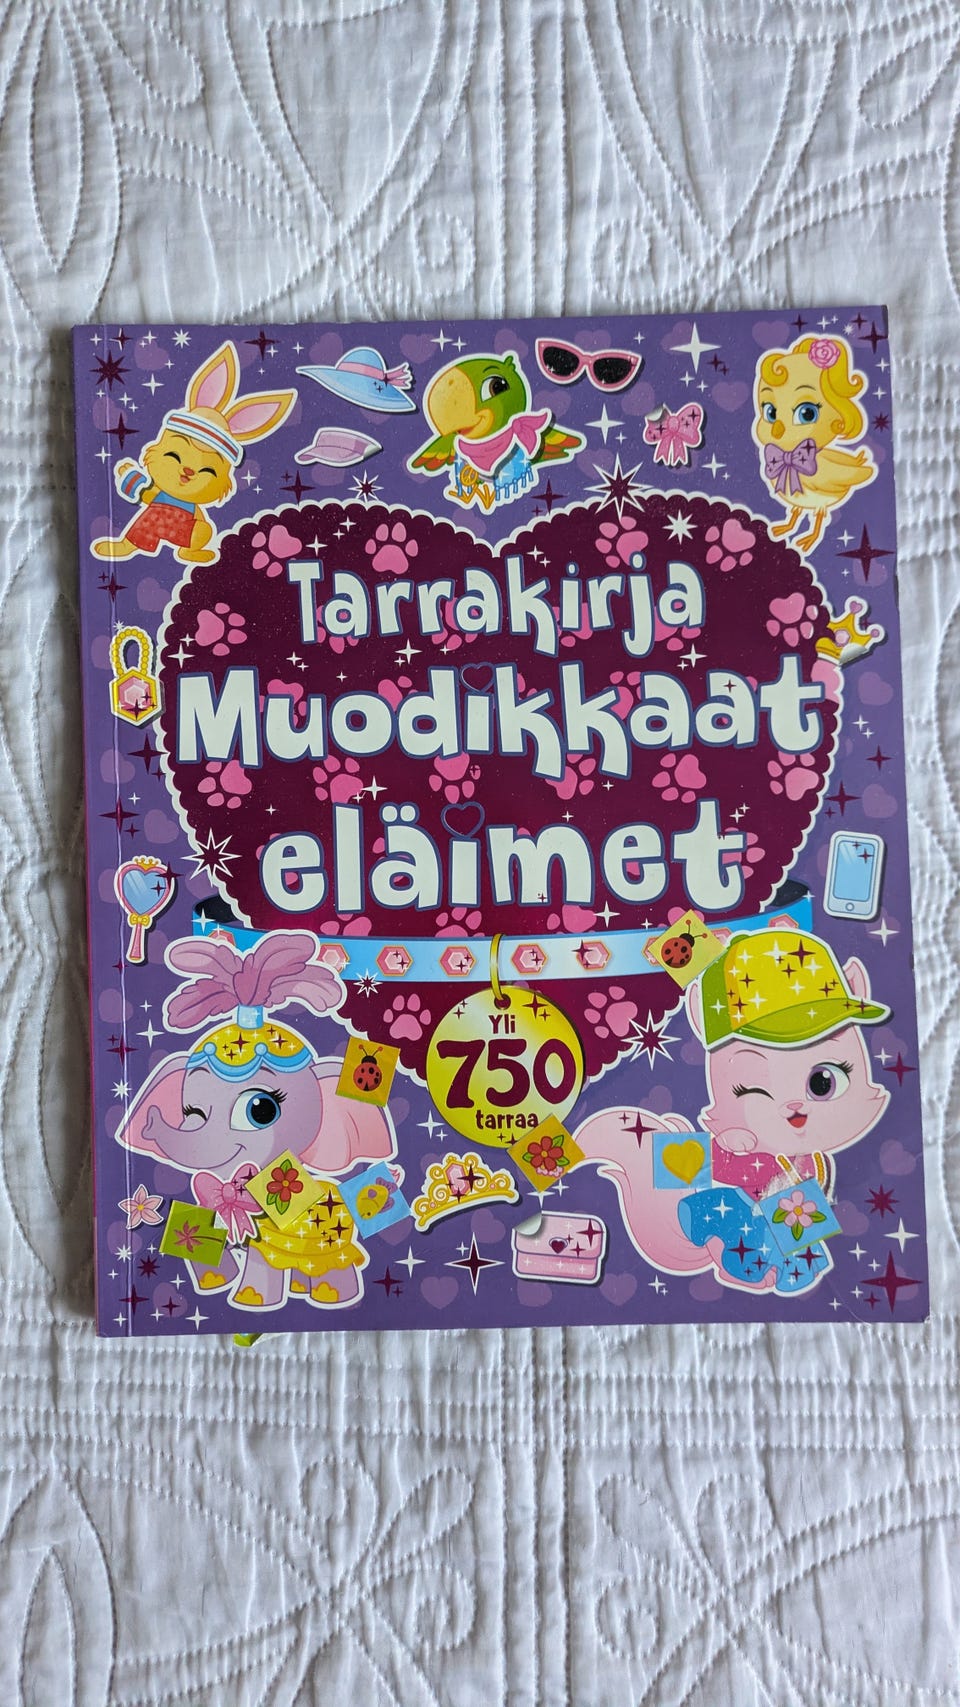 Tarrakirja
Muodikkaat
eläimet
Yli
750
tarraa